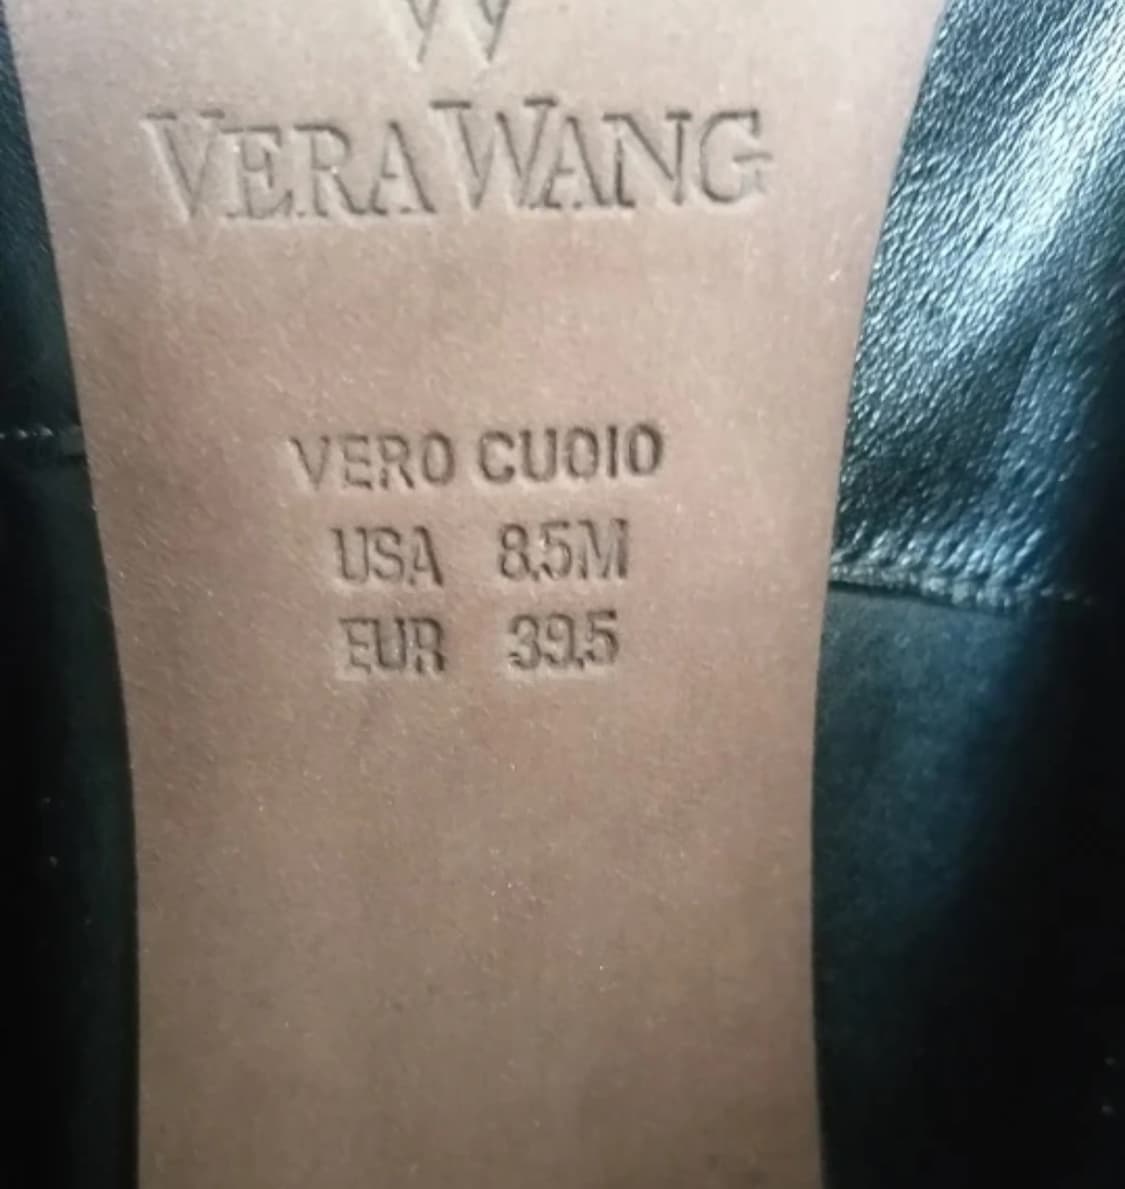 VERA WANG
VERO CUOIO
USA 8.5M
EUR 39.5